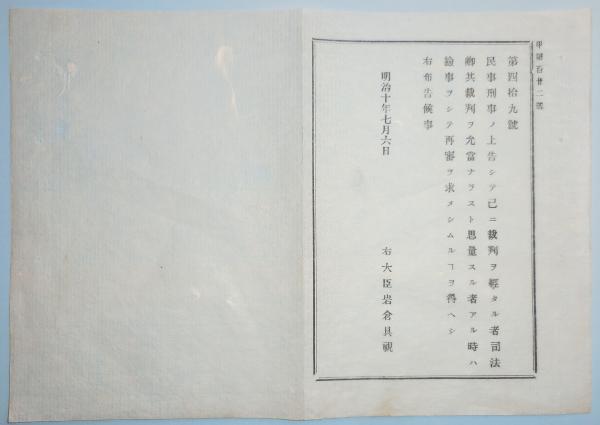 甲第百廿二號
第四拾九號
民事刑事ノ上告シテ已ニ裁判ヲ經タル者司法
卿其裁判ヲ允當ナラスト思量スル者アル時ハ
檢事ヲシテ再審ヲ求メシムルヿヲ得ヘシ
右布告候事
明治十年七月六日
右大臣岩倉具視